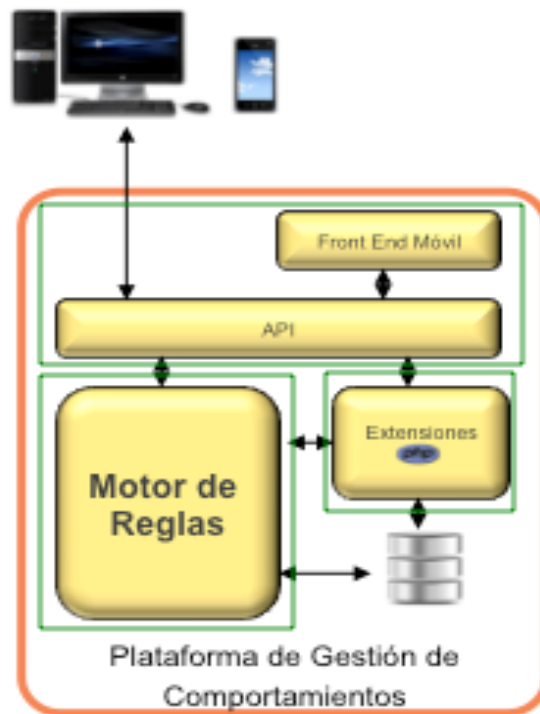 Front End Móvil
API
Extensiones
php
Motor de
Reglas
Plataforma de Gestión de
Comportamientos